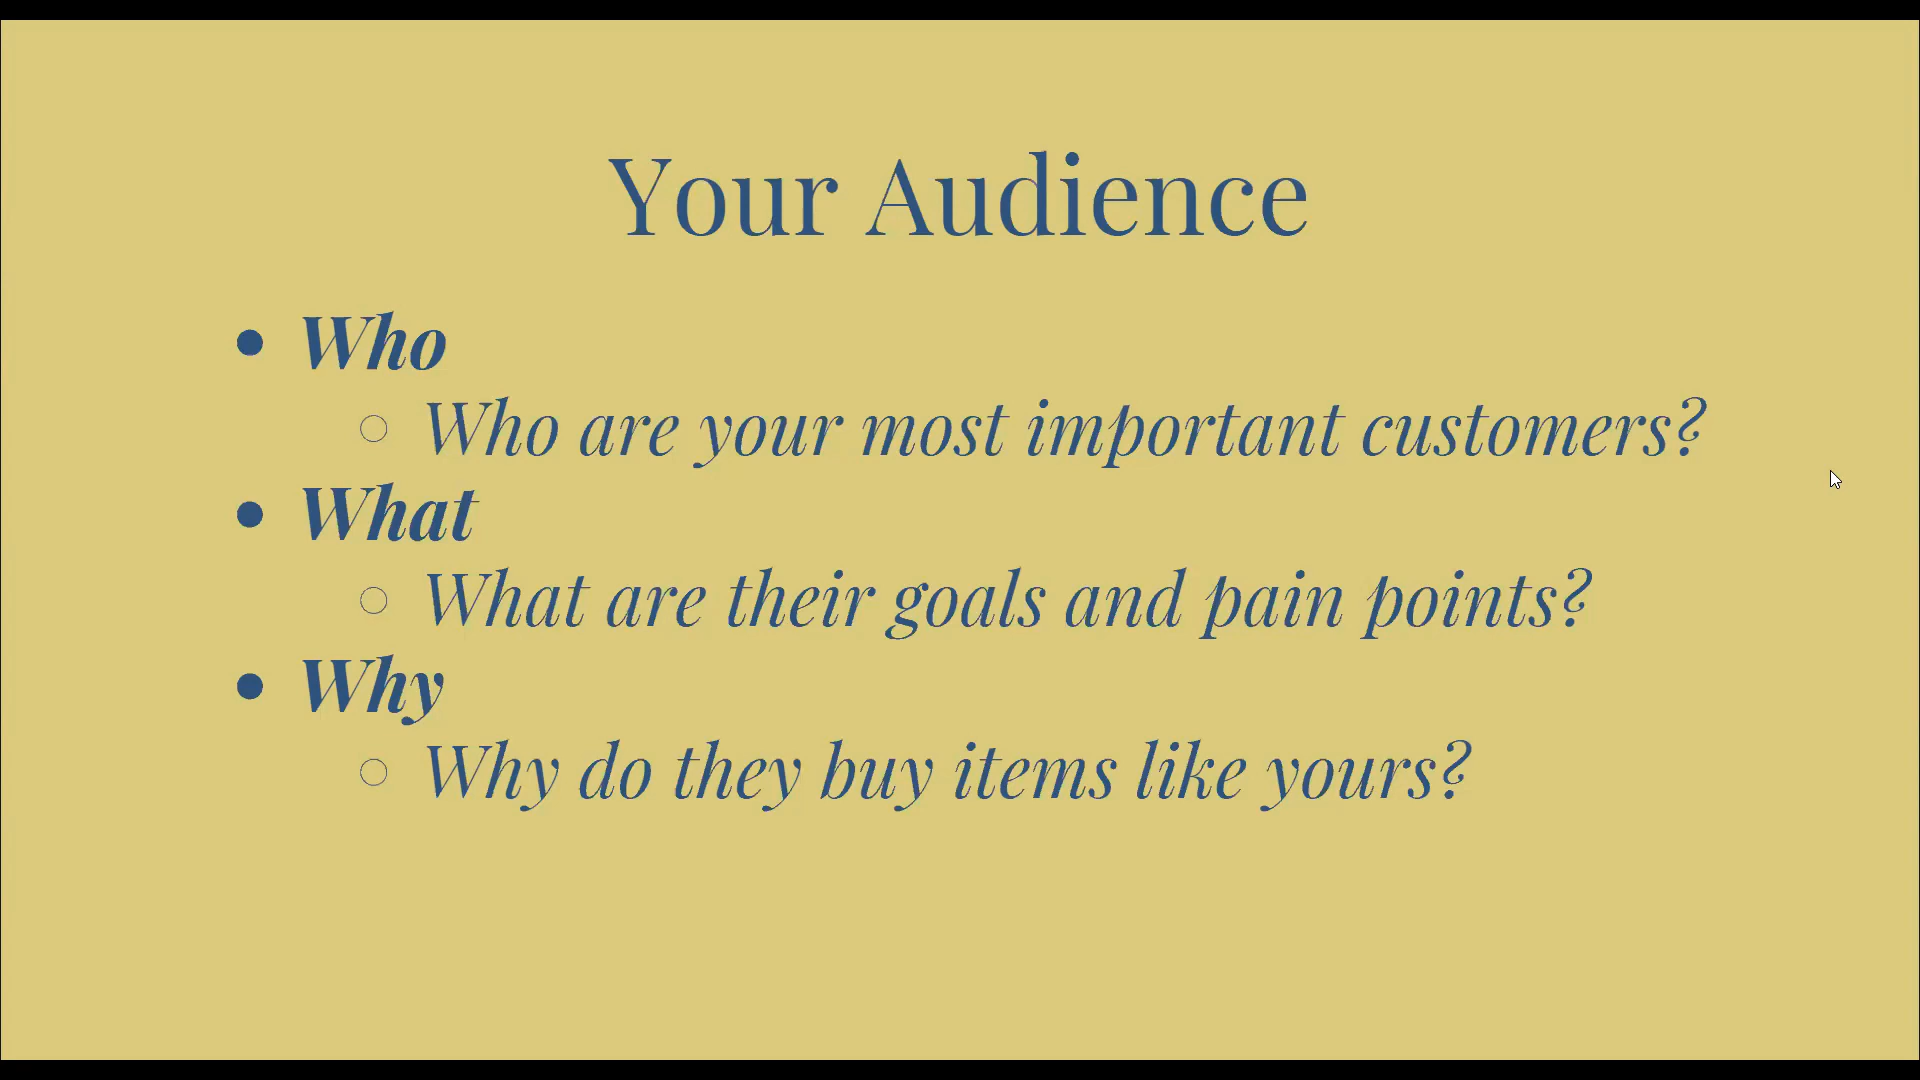 Your Audience
Who
Who are your most important customers?
What
What are their goals and pain points?
Why
Why do they buy items like yours?